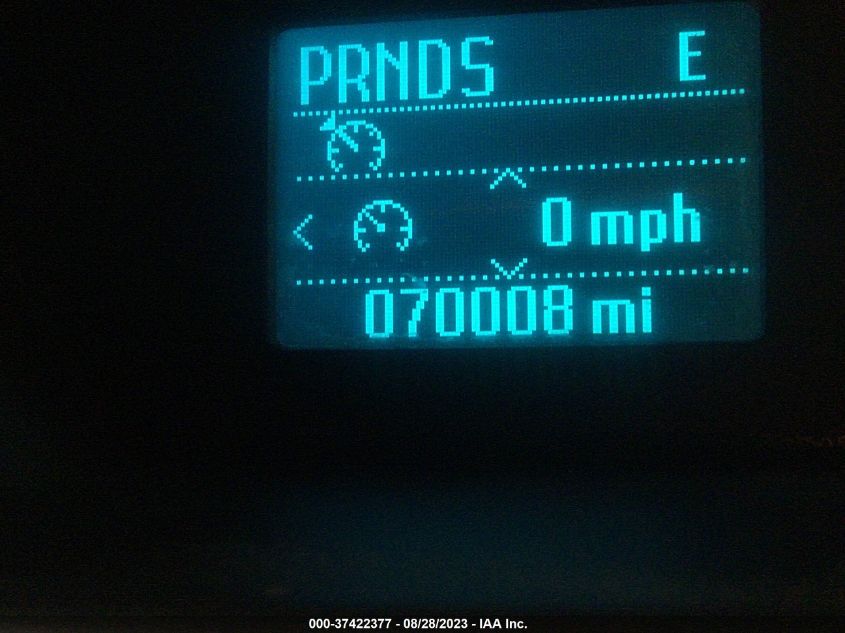 PRNDS E
0 mph
070008 mi
000-37422377 - 08/28/2023 - IAA Inc.